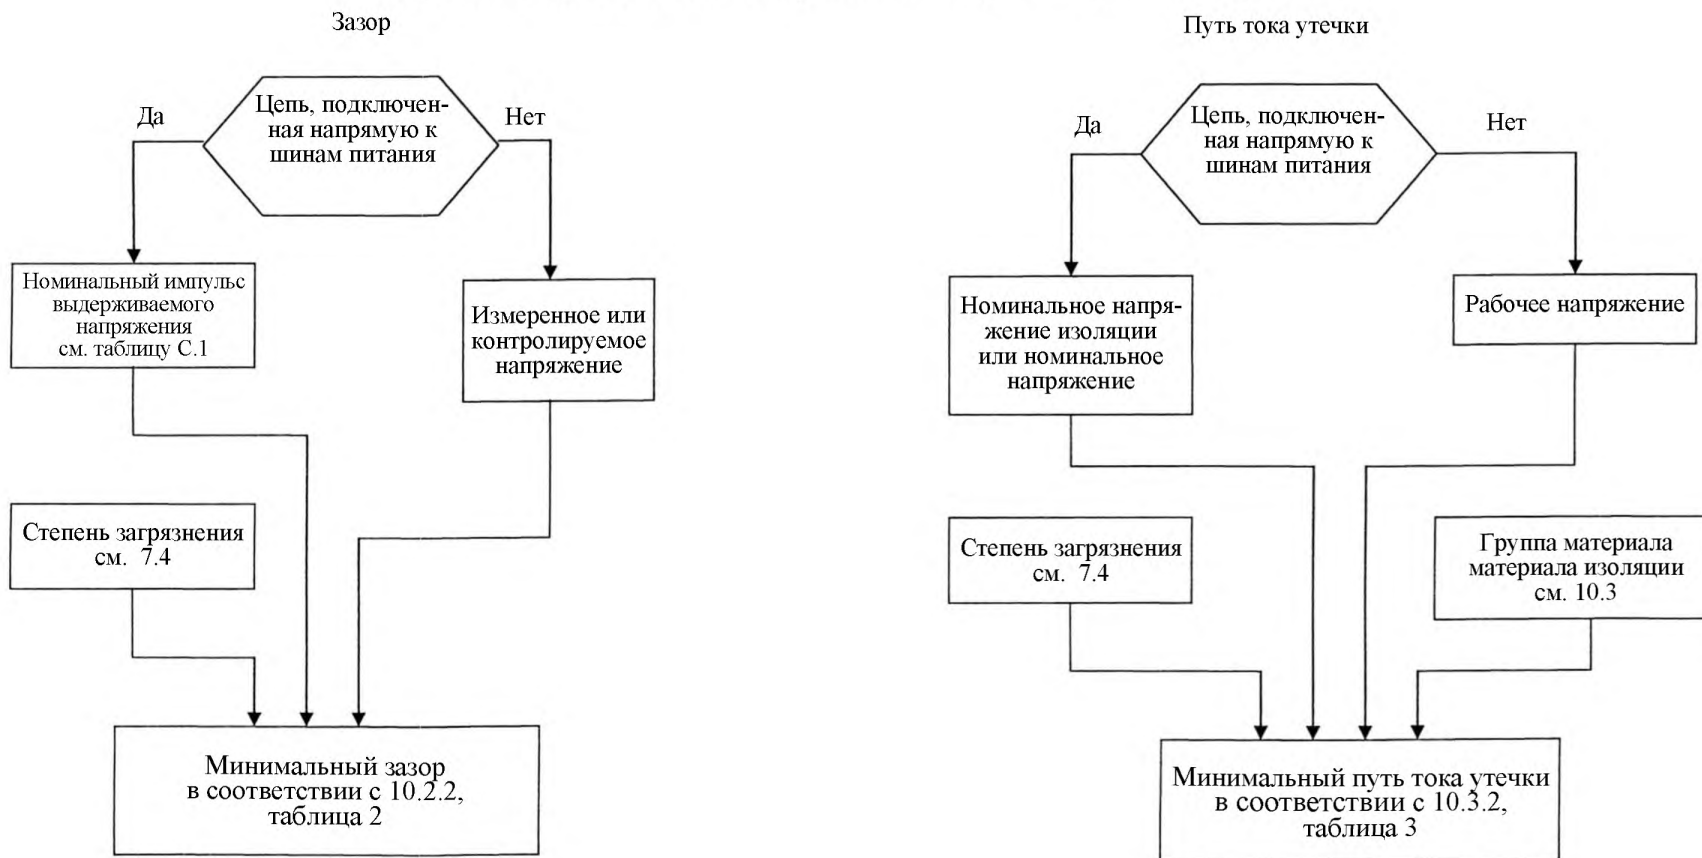 Зазор
Да
Цепь, подключен-
ная напрямую к
шинам питания
Нет
Номинальный импульс
выдерживаемого
напряжения
см. таблицу С.1
Измеренное или
контролируемое
напряжение
Степень загрязнения
см. 7.4
Минимальный зазор
в соответствии с 10.2.2,
таблица 2
Путь тока утечки
Да
Цепь, подключен-
ная напрямую к
шинам питания
Нет
Номинальное напря-
жение изоляции
или номинальное
напряжение
Рабочее напряжение
Степень загрязнения
см. 7.4
Группа материала
материала изоляции
см. 10.3
Минимальный путь тока утечки
в соответствии с 10.3.2,
таблица 3